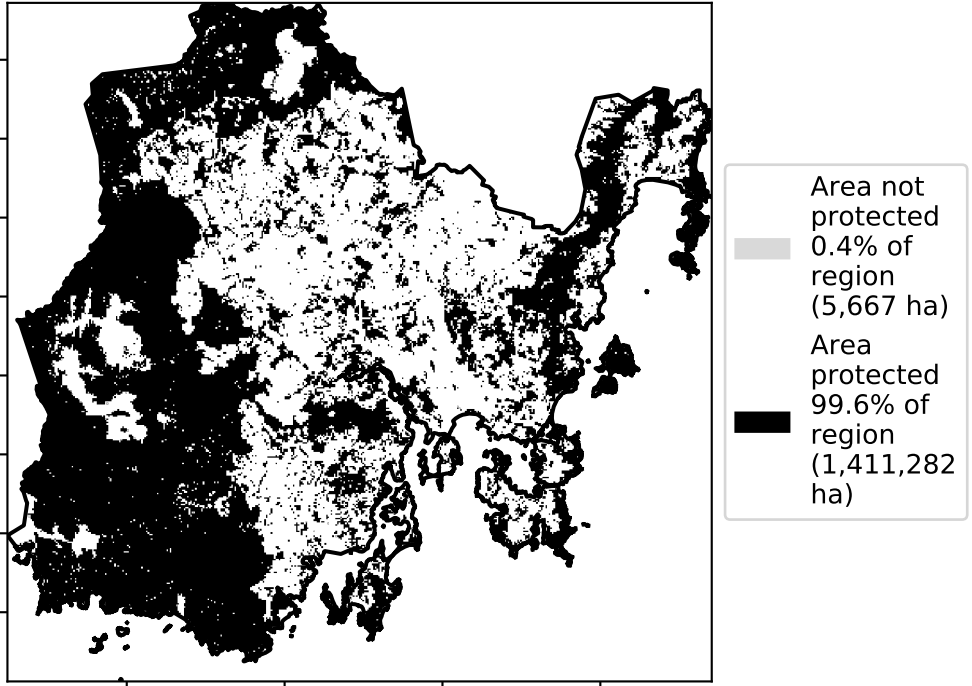 Area not
protected
0.4% of
region
(5,667 ha)
Area
protected
99.6% of
region
(1,411,282
ha)